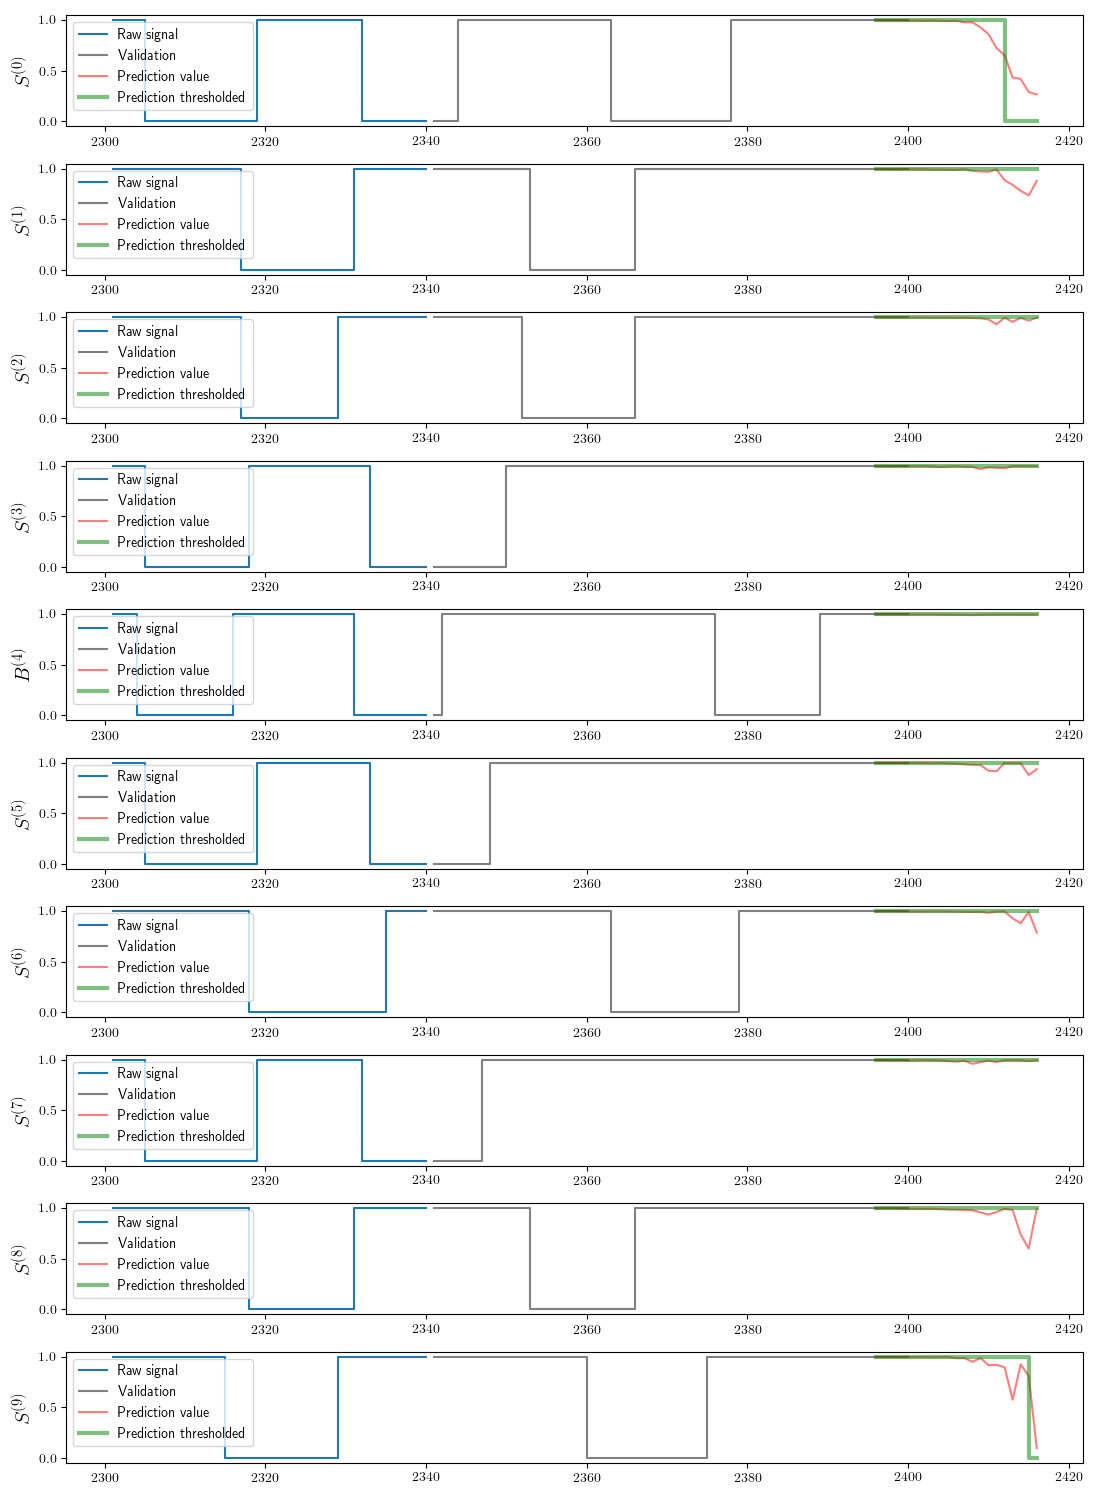 S^(0)
1.0
0.5
0.0
Raw signal
Validation
Prediction value
Prediction thresholded
2300 2320 2340 2360 2380 2400 2420
S^(1)
1.0
0.5
0.0
Raw signal
Validation
Prediction value
Prediction thresholded
2300 2320 2340 2360 2380 2400 2420
S^(2)
1.0
0.5
0.0
Raw signal
Validation
Prediction value
Prediction thresholded
2300 2320 2340 2360 2380 2400 2420
S^(3)
1.0
0.5
0.0
Raw signal
Validation
Prediction value
Prediction thresholded
2300 2320 2340 2360 2380 2400 2420
B^(4)
1.0
0.5
0.0
Raw signal
Validation
Prediction value
Prediction thresholded
2300 2320 2340 2360 2380 2400 2420
S^(5)
1.0
0.5
0.0
Raw signal
Validation
Prediction value
Prediction thresholded
2300 2320 2340 2360 2380 2400 2420
S^(6)
1.0
0.5
0.0
Raw signal
Validation
Prediction value
Prediction thresholded
2300 2320 2340 2360 2380 2400 2420
S^(7)
1.0
0.5
0.0
Raw signal
Validation
Prediction value
Prediction thresholded
2300 2320 2340 2360 2380 2400 2420
S^(8)
1.0
0.5
0.0
Raw signal
Validation
Prediction value
Prediction thresholded
2300 2320 2340 2360 2380 2400 2420
S^(9)
1.0
0.5
0.0
Raw signal
Validation
Prediction value
Prediction thresholded
2300 2320 2340 2360 2380 2400 2420